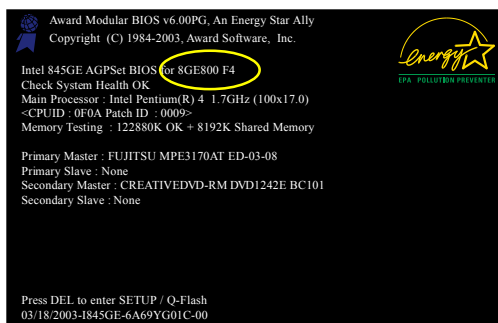 Award Modular BIOS v6.00PG, An Energy Star Ally
Copyright (C) 1984-2003, Award Software, Inc.
energy
EPA POLLUTION PREVENTER
Intel 845GE AGPSet BIOS for 8GE800 F4
Check System Health OK
Main Processor : Intel Pentium(R) 4 1.7GHz (100x17.0)
<CPUID : 0F0A Patch ID : 0009>
Memory Testing : 122880K OK + 8192K Shared Memory
Primary Master : FUJITSU MPE3170AT ED-03-08
Primary Slave : None
Secondary Master : CREATIVEDVD-RM DVD1242E BC101
Secondary Slave : None
Press DEL to enter SETUP / Q-Flash
03/18/2003-I845GE-6A69YG01C-00